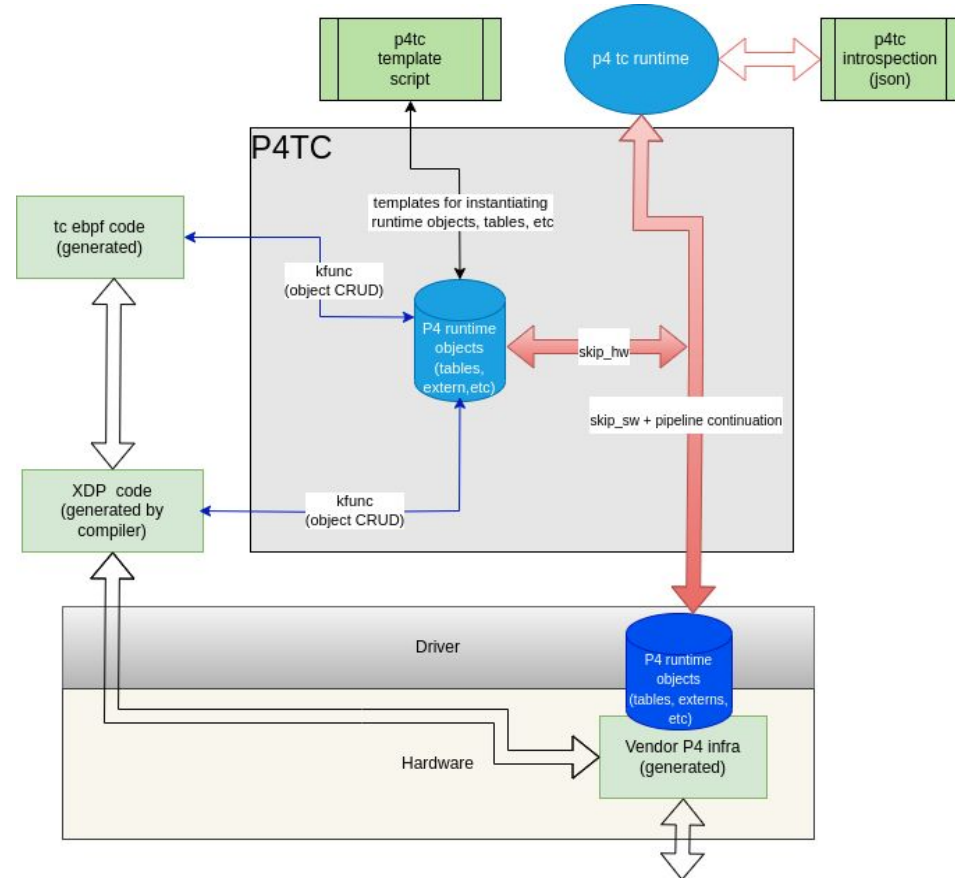 p4tc
template
script
p4 tc runtime
p4tc
introspection
(json)
P4TC
templates for instantiating
runtime objects, tables, etc
tc ebpf code
(generated)
kfunc
(object CRUD)
P4 runtime
objects
(tables,
extern,etc)
skip_hw
skip_sw + pipeline continuation
XDP code
(generated by
compiler)
kfunc
(object CRUD)
Driver
P4 runtime
objects
(tables, externs,
etc)
Hardware
Vendor P4 infra
(generated)